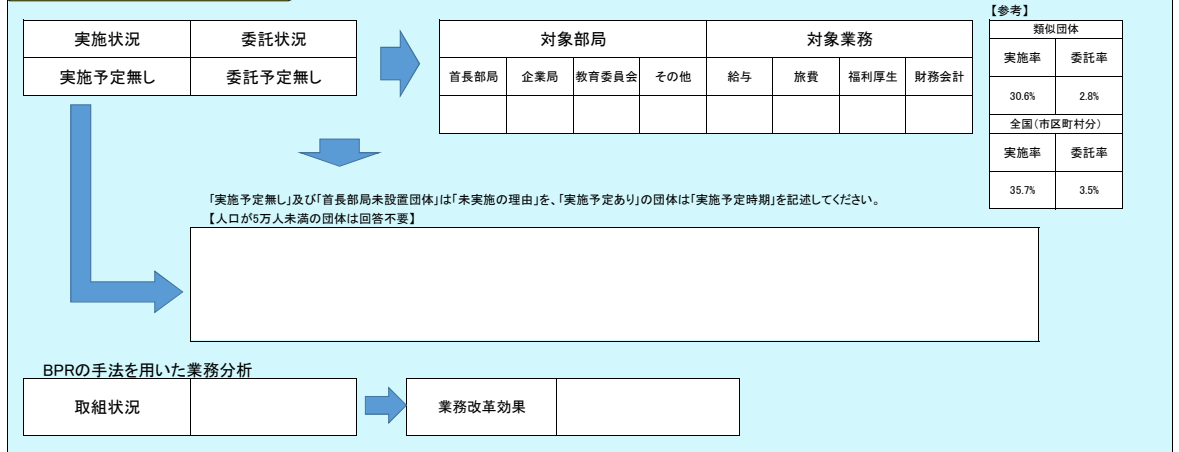 【参考】
実施状況 委託状況
実施予定無し 委託予定無し
対象部局 対象業務
首長部局 企業局 教育委員会 その他 給与 旅費 福利厚生 財務会計
類似団体
実施率 委託率
30.6% 2.8%
全国(市区町村分)
実施率 委託率
35.7% 3.5%
「実施予定無し」及び「首長部局未設置団体」は「未実施の理由」を、「実施予定あり」の団体は「実施予定時期」を記述してください。
【人口が5万人未満の団体は回答不要】
BPRの手法を用いた業務分析
取組状況
業務改革効果